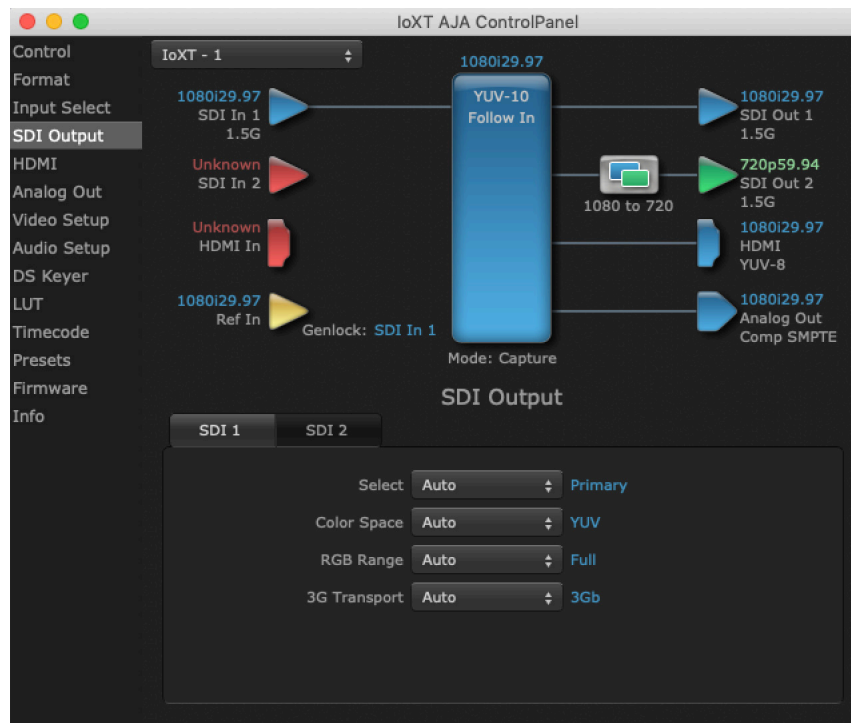 IoXT AJA ControlPanel
Control
Format
Input Select
SDI Output
HDMI
Analog Out
Video Setup
Audio Setup
DS Keyer
LUT
Timecode
Presets
Firmware
Info
IoXT - 1
1080i29.97
YUV-10
Follow In
1080i29.97
SDI In 1
1.5G
Unknown
SDI In 2
Unknown
HDMI In
1080i29.97
Ref In
Genlock: SDI In 1
Mode: Capture
1080 to 720
1080i29.97
SDI Out 1
1.5G
720p59.94
SDI Out 2
1.5G
1080i29.97
HDMI
YUV-8
1080i29.97
Analog Out
Comp SMPTE
SDI Output
SDI 1 SDI 2
Select Auto Primary
Color Space Auto YUV
RGB Range Auto Full
3G Transport Auto 3Gb